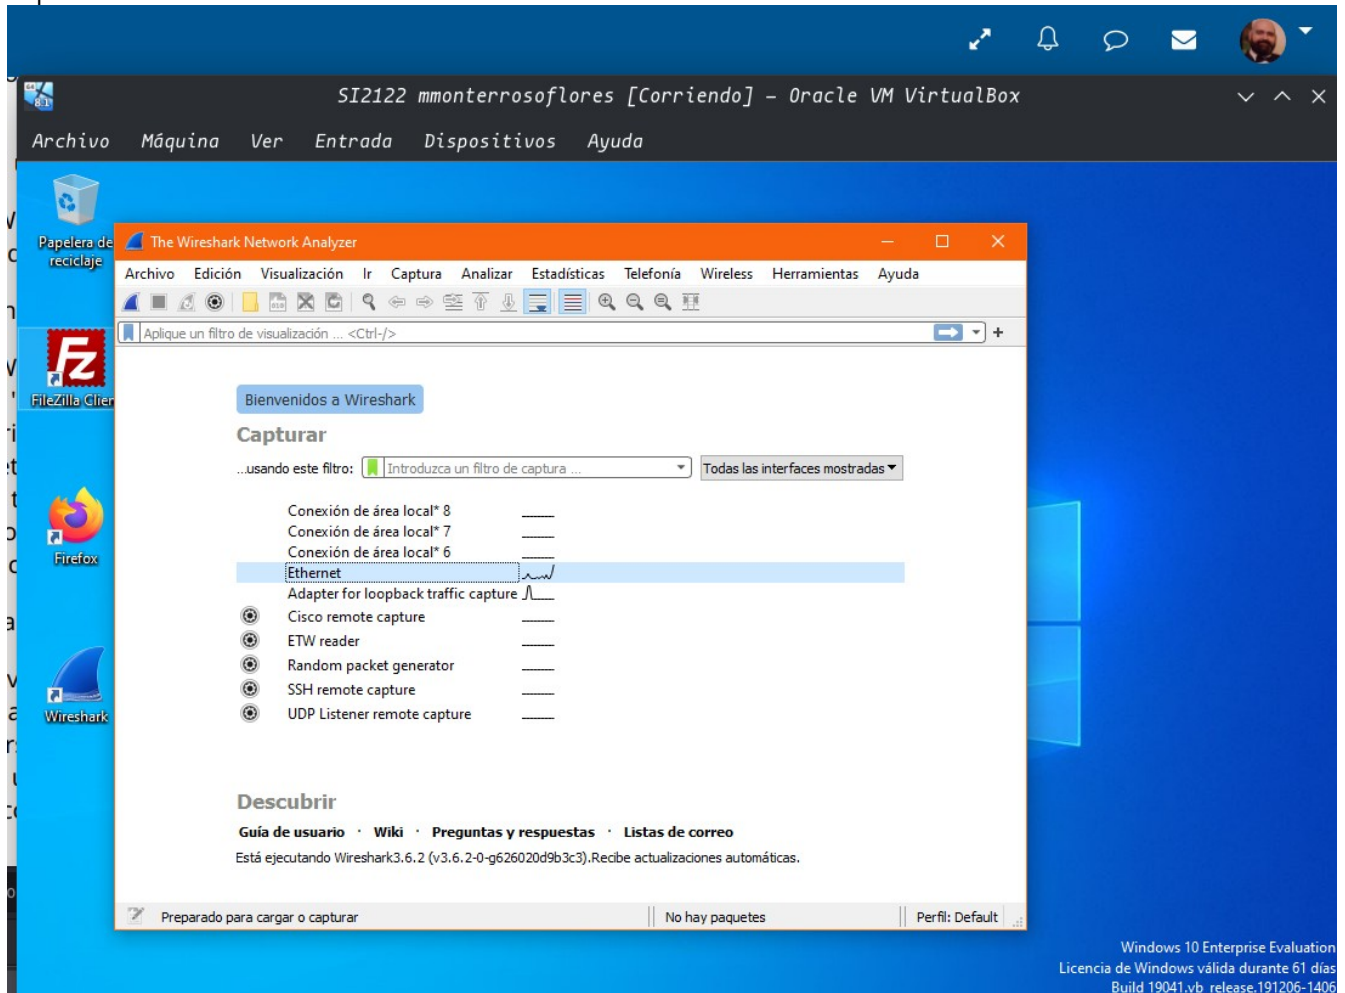 SI2122 mmonterrosoflores [Corriendo] – Oracle VM VirtualBox
Archivo Máquina Ver Entrada Dispositivos Ayuda
Papelera de reciclaje
The Wireshark Network Analyzer
Archivo Edición Visualización Ir Captura Analizar Estadísticas Telefonía Wireless Herramientas Ayuda
Aplique un filtro de visualización ... <Ctrl-/>
+
FileZilla Clien
Firefox
Wireshark
Bienvenidos a Wireshark
Capturar
...usando este filtro: Introduzca un filtro de captura ... Todas las interfaces mostradas
Conexión de área local* 8
Conexión de área local* 7
Conexión de área local* 6
Ethernet
Adapter for loopback traffic capture
Cisco remote capture
ETW reader
Random packet generator
SSH remote capture
UDP Listener remote capture
Descubrir
Guía de usuario · Wiki · Preguntas y respuestas · Listas de correo
Está ejecutando Wireshark3.6.2 (v3.6.2-0-g626020d9b3c3).Recibe actualizaciones automáticas.
Preparado para cargar o capturar No hay paquetes Perfil: Default
Windows 10 Enterprise Evaluation
Licencia de Windows válida durante 61 días
Build 19041.vb_release.191206-1406